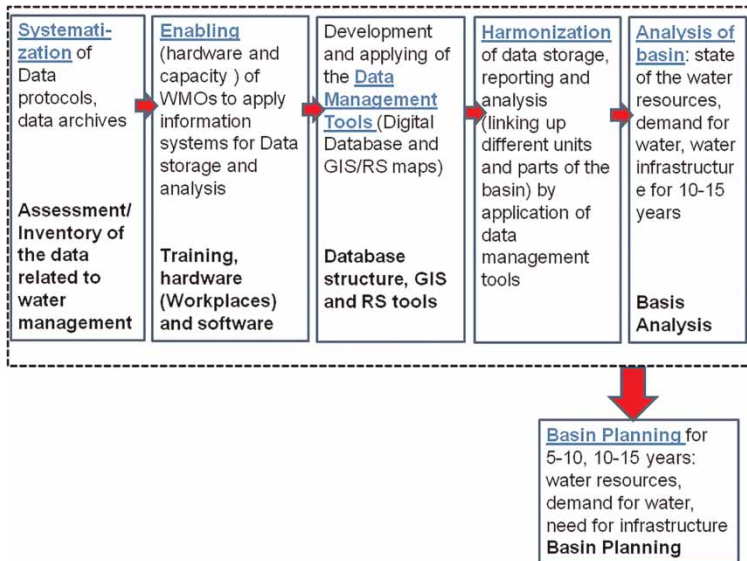 Systemati-
zation of
Data
protocols,
data archives
Assessment/
Inventory of
the data
related to
water
management
Enabling
(hardware and
capacity ) of
WMOs to apply
information
systems for Data
storage and
analysis
Training,
hardware
(Workplaces)
and software
Development
and applying of
the Data
Management
Tools (Digital
Database and
GIS/RS maps)
Database
structure, GIS
and RS tools
Harmonization
of data storage,
reporting and
analysis
(linking up
different units
and parts of the
basin) by
application of
data
management
tools
Analysis of
basin: state
of the water
resources,
demand for
water, water
infrastructur
e for 10-15
years
Basis
Analysis
Basin Planning for
5-10, 10-15 years:
water resources,
demand for water,
need for infrastructure
Basin Planning